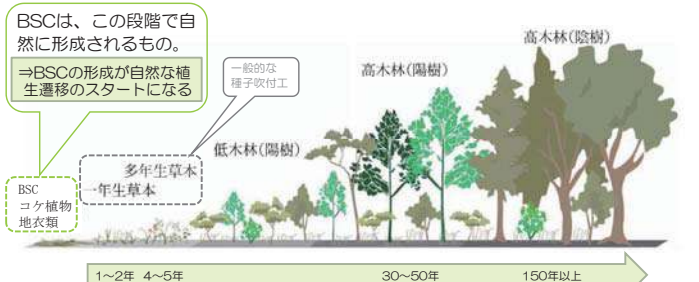 BSCは、この段階で自
然に形成されるもの。
⇒BSCの形成が自然な植
生遷移のスタートになる
一般的な
種子吹付工
高木林(陰樹)
高木林(陽樹)
低木林(陽樹)
多年生草本
一年生草本
BSC
コケ植物
地衣類
1～2年 4～5年 30～50年 150年以上